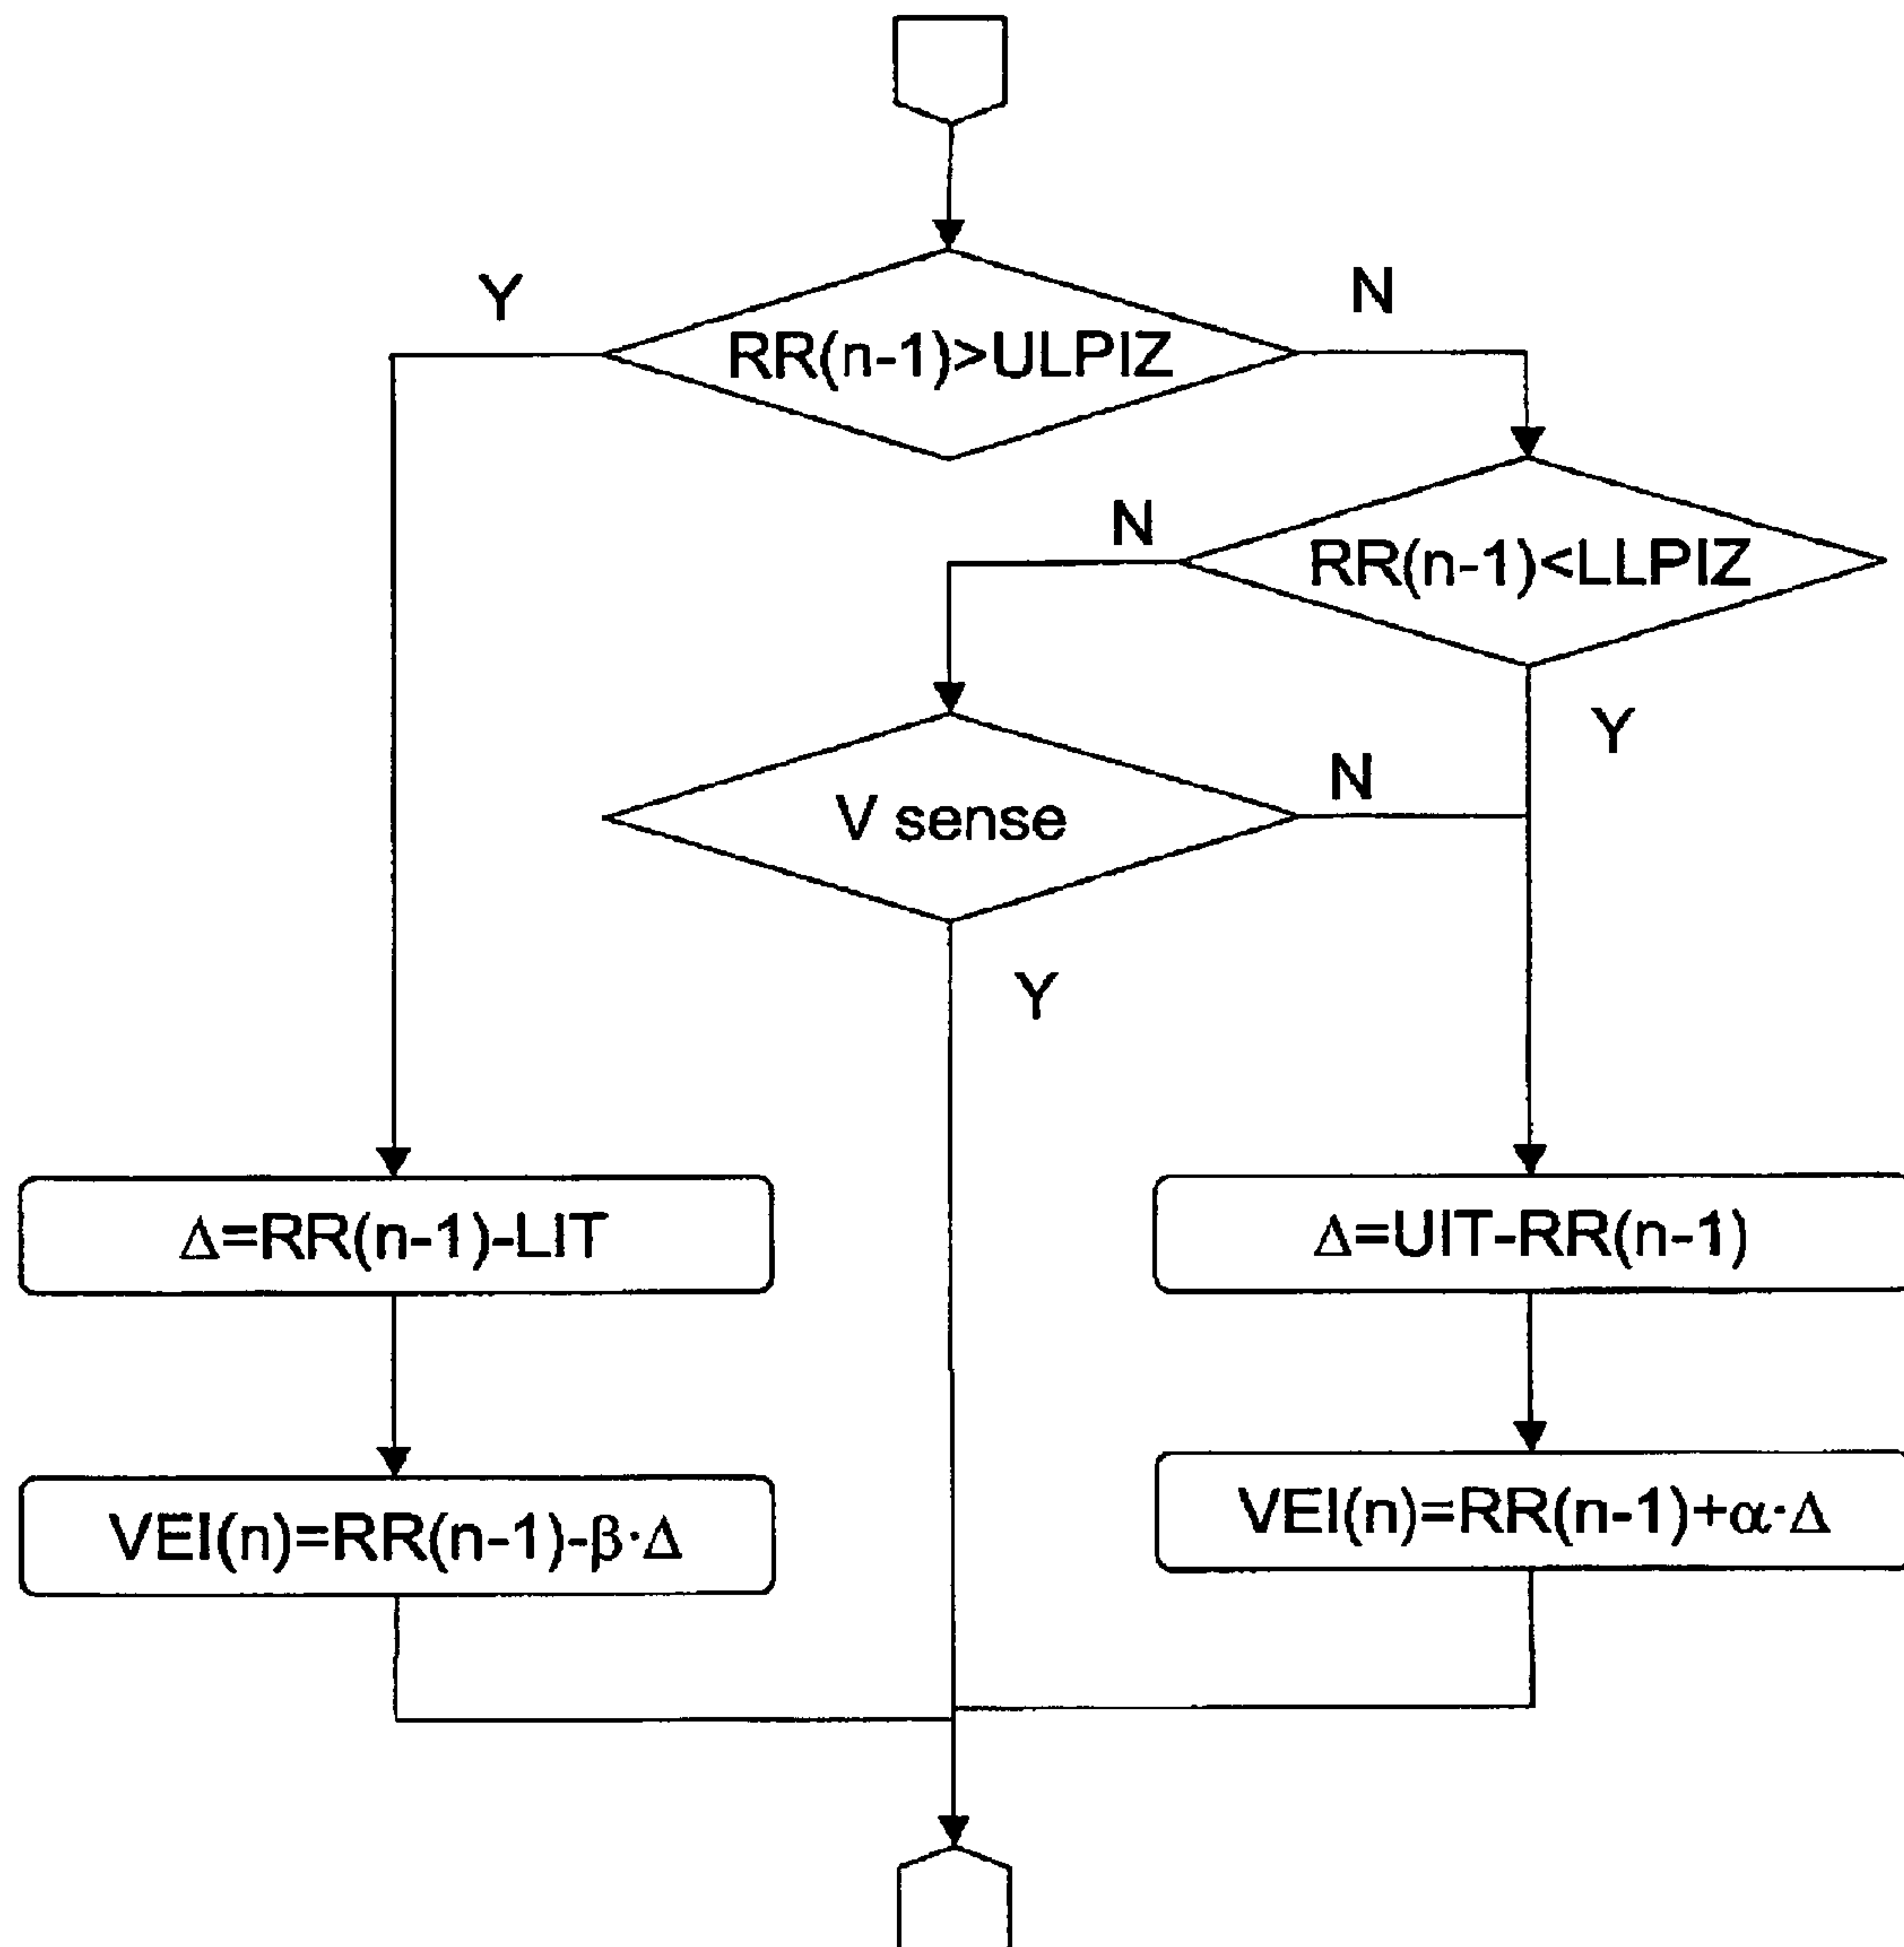 Y
N
RR(n-1)>ULPIZ
N
RR(n-1)<LLPIZ
Y
N
V sense
Y
Δ=RR(n-1)-LIT
Δ=UIT-RR(n-1)
VEI(n)=RR(n-1)-β·Δ
VEI(n)=RR(n-1)+α·Δ